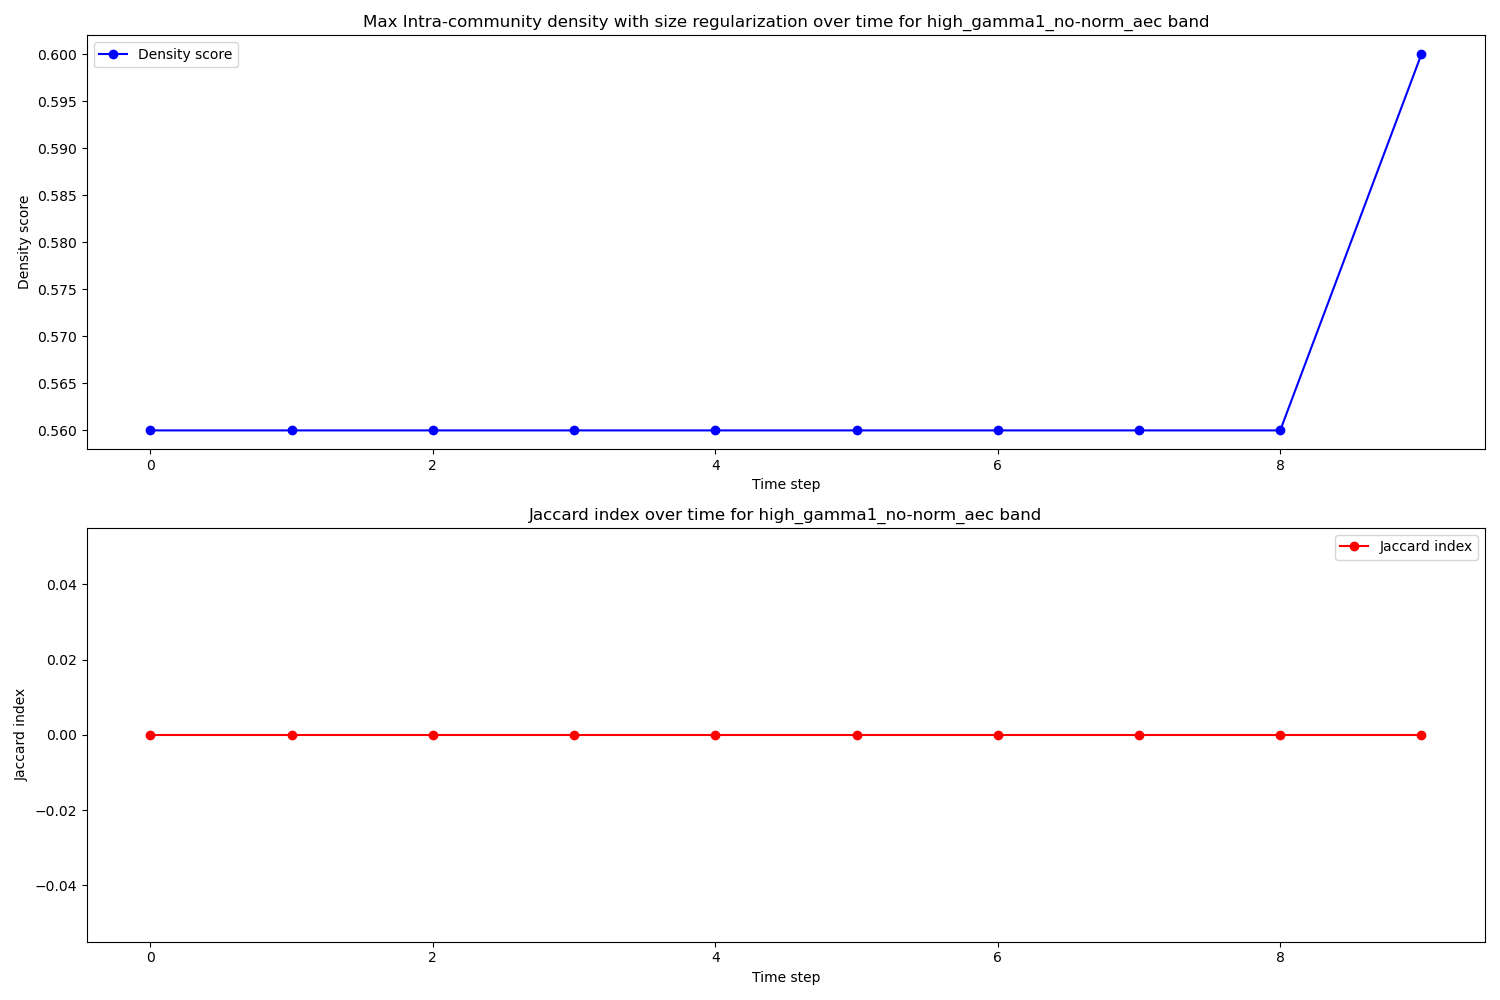 Max Intra-community density with size regularization over time for high_gamma1_no-norm_aec band
Density score
0.600
0.595
0.590
0.585
0.580
0.575
0.570
0.565
0.560
Density score
0 2 4 6 8
Time step
Jaccard index over time for high_gamma1_no-norm_aec band
Jaccard index
0.04
0.02
0.00
−0.02
−0.04
Jaccard index
0 2 4 6 8
Time step